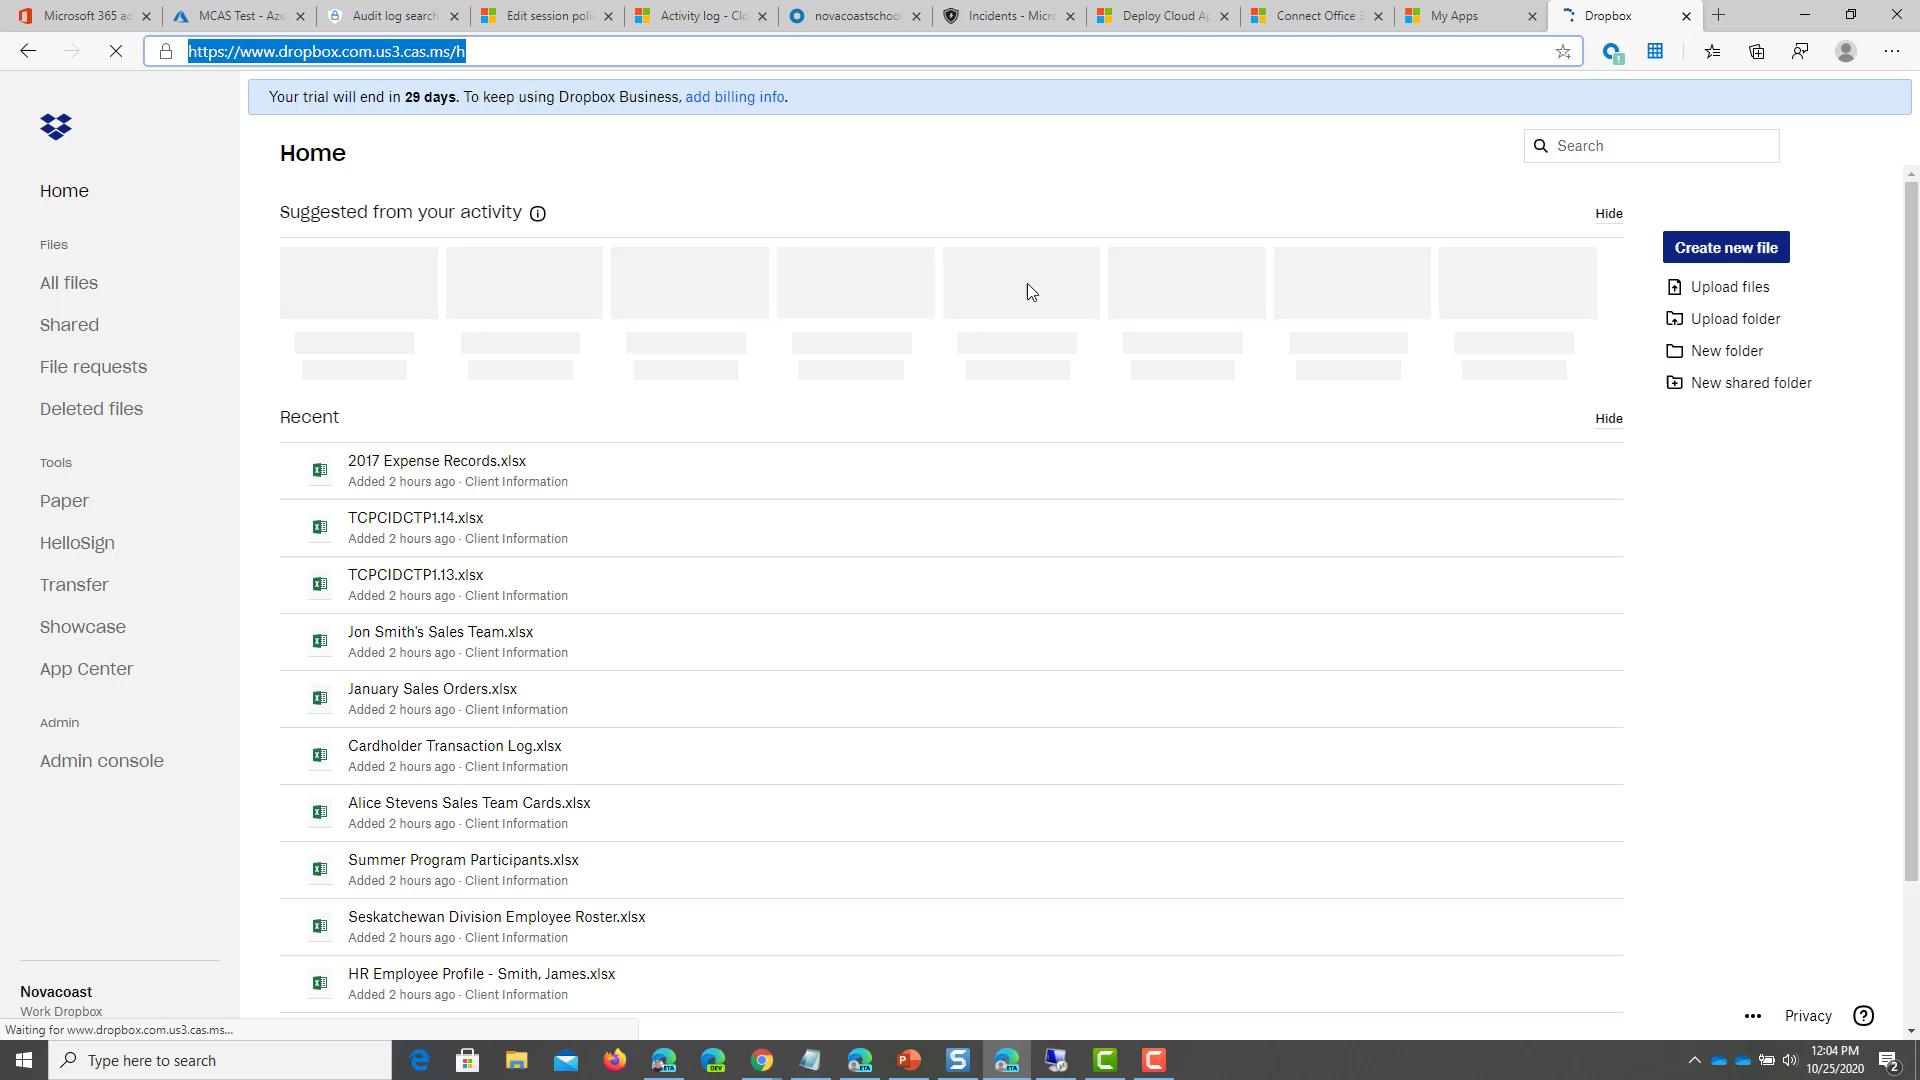 Microsoft 365 ac
MCAS Test - Azu
Audit log search
Edit session poli
Activity log - Clo
novacoastschoo
Incidents - Micro
Deploy Cloud Ap
Connect Office 3
My Apps
Dropbox
https://www.dropbox.com.us3.cas.ms/h
Your trial will end in 29 days. To keep using Dropbox Business, add billing info.
Home
Search
Home
Suggested from your activity
Hide
Create new file
Files
All files
Upload files
Shared
Upload folder
File requests
New folder
Deleted files
New shared folder
Recent
Hide
Tools
Paper
HelloSign
Transfer
Showcase
App Center
Admin
Admin console
2017 Expense Records.xlsx
Added 2 hours ago · Client Information
TCPCIDCTP1.14.xlsx
Added 2 hours ago · Client Information
TCPCIDCTP1.13.xlsx
Added 2 hours ago · Client Information
Jon Smith's Sales Team.xlsx
Added 2 hours ago · Client Information
January Sales Orders.xlsx
Added 2 hours ago · Client Information
Cardholder Transaction Log.xlsx
Added 2 hours ago · Client Information
Alice Stevens Sales Team Cards.xlsx
Added 2 hours ago · Client Information
Summer Program Participants.xlsx
Added 2 hours ago · Client Information
Seskatchewan Division Employee Roster.xlsx
Added 2 hours ago · Client Information
HR Employee Profile - Smith, James.xlsx
Added 2 hours ago · Client Information
Novacoast
Work Dropbox
Privacy
Waiting for www.dropbox.com.us3.cas.ms...
Type here to search
12:04 PM
10/25/2020
2